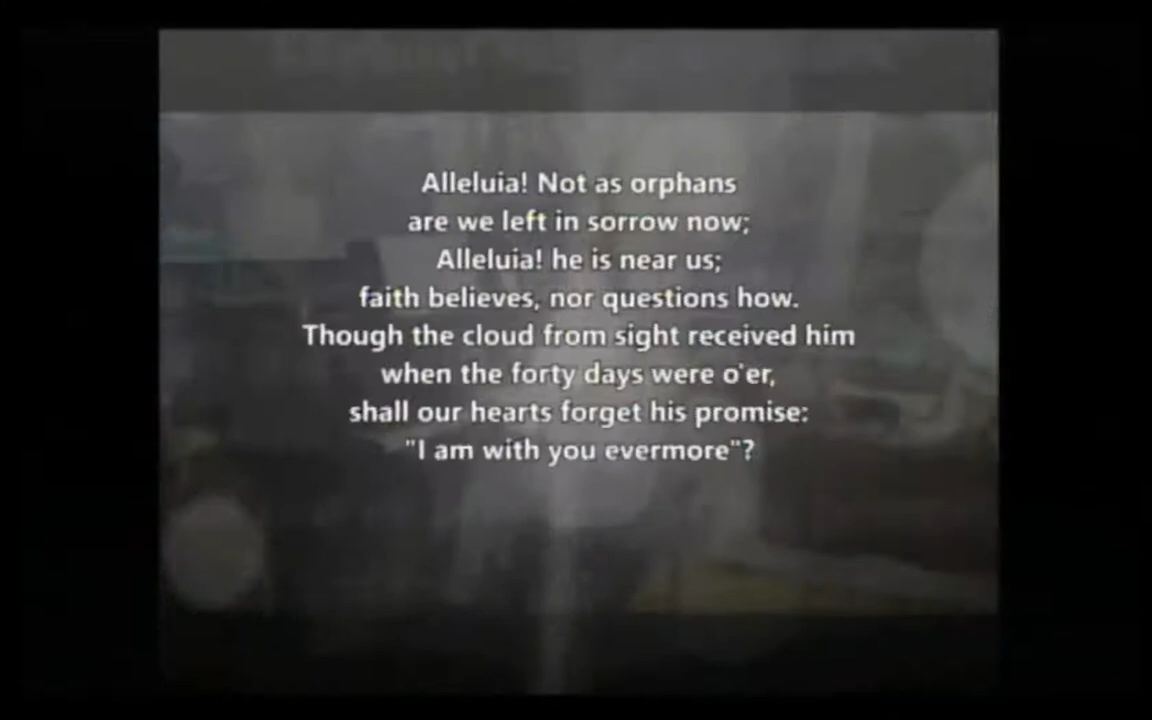 Alleluia! Not as orphans
are we left in sorrow now;
Alleluia! he is near us;
faith believes, nor questions how.
Though the cloud from sight received him
when the forty days were o'er,
shall our hearts forget his promise:
"I am with you evermore"?